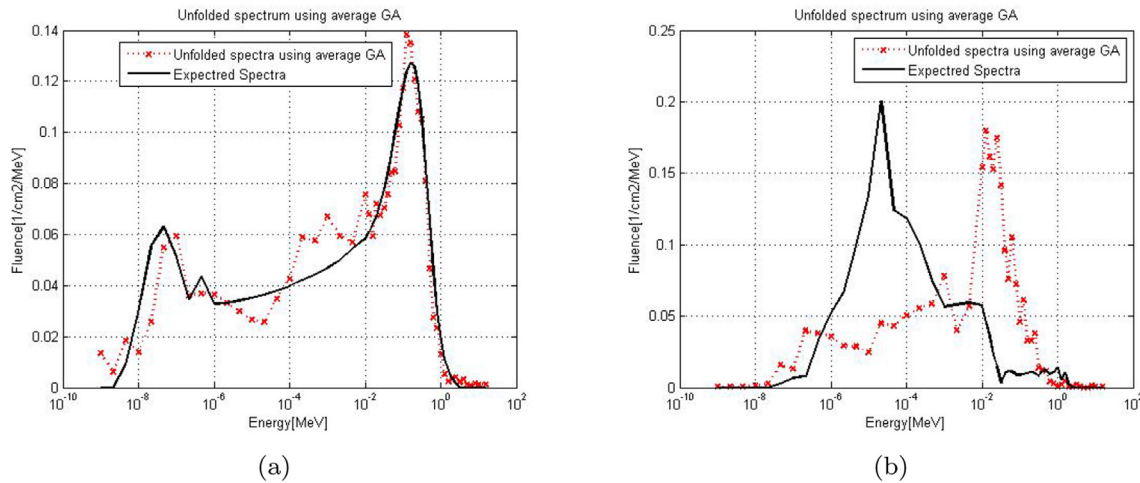 Unfolded spectrum using average GA
0.14
0.12
0.1
0.08
0.06
0.04
0.02
0
Fluence[1/cm2/MeV]
Unfolded spectra using average GA
Expectred Spectra
10^-10
10^-8
10^-6
10^-4
10^-2
10^0
10^2
Energy[MeV]
(a)
Unfolded spectrum using average GA
0.25
0.2
0.15
0.1
0.05
0
Fluence[1/cm2/MeV]
Unfolded spectra using average GA
Expectred Spectra
10^-10
10^-8
10^-6
10^-4
10^-2
10^0
10^2
Energy[MeV]
(b)